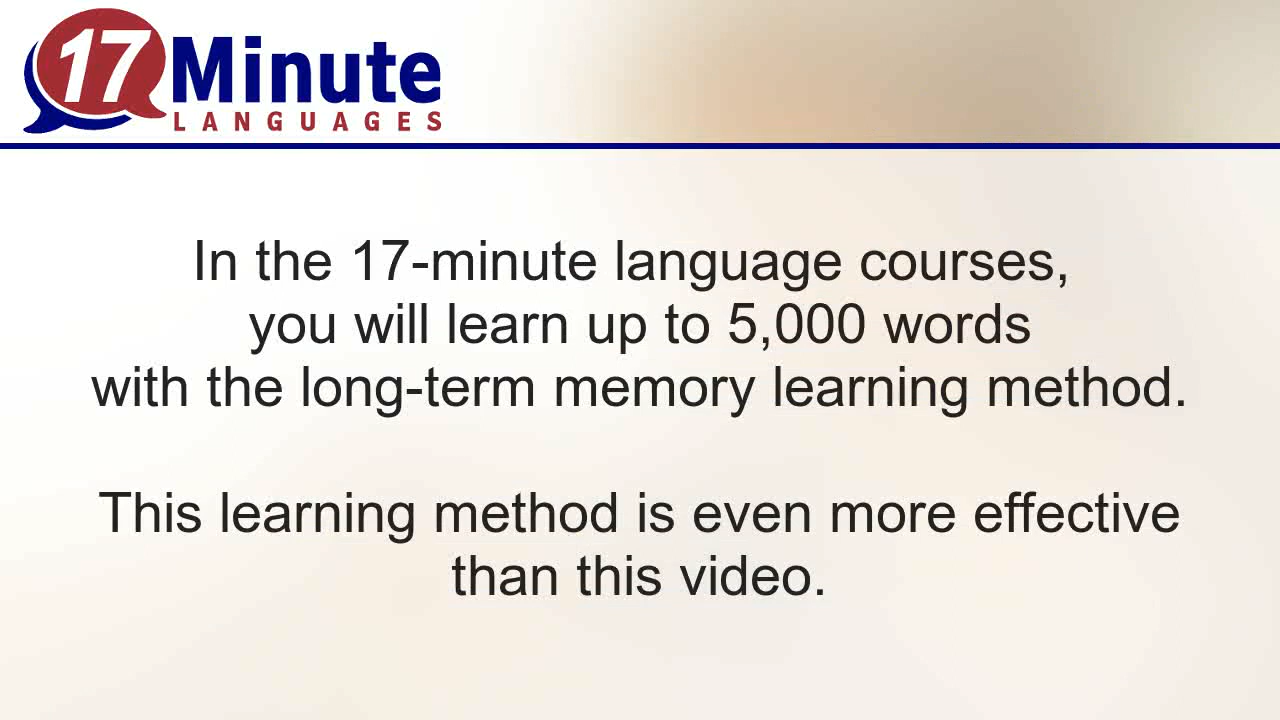 17 Minute
LANGUAGES
In the 17-minute language courses,
you will learn up to 5,000 words
with the long-term memory learning method.
This learning method is even more effective
than this video.